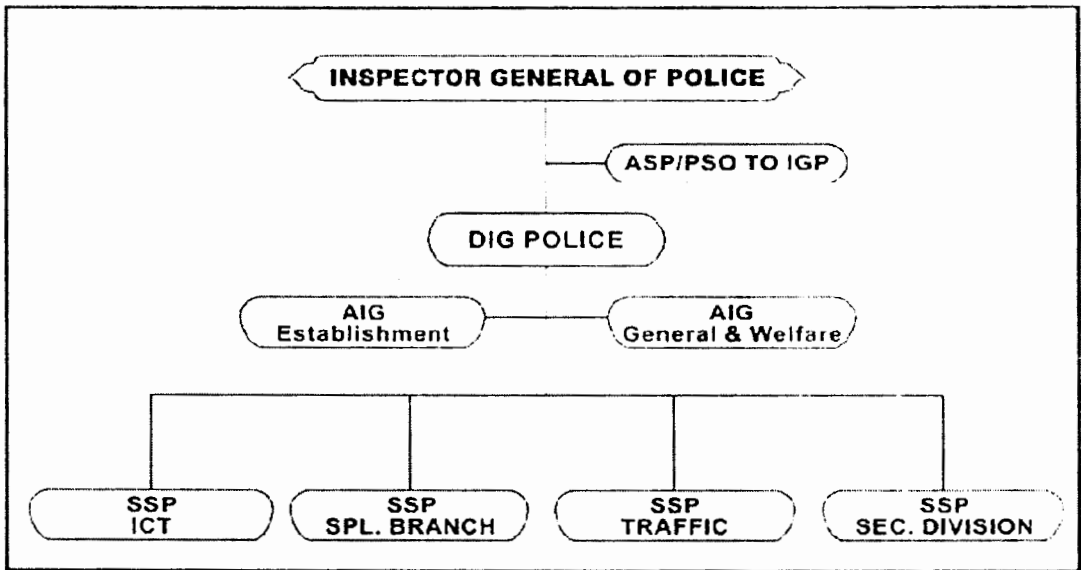 INSPECTOR GENERAL OF POLICE
ASP/PSO TO IGP
DIG POLICE
AIG
Establishment
AIG
General & Welfare
SSP
ICT
SSP
SPL. BRANCH
SSP
TRAFFIC
SSP
SEC. DIVISION